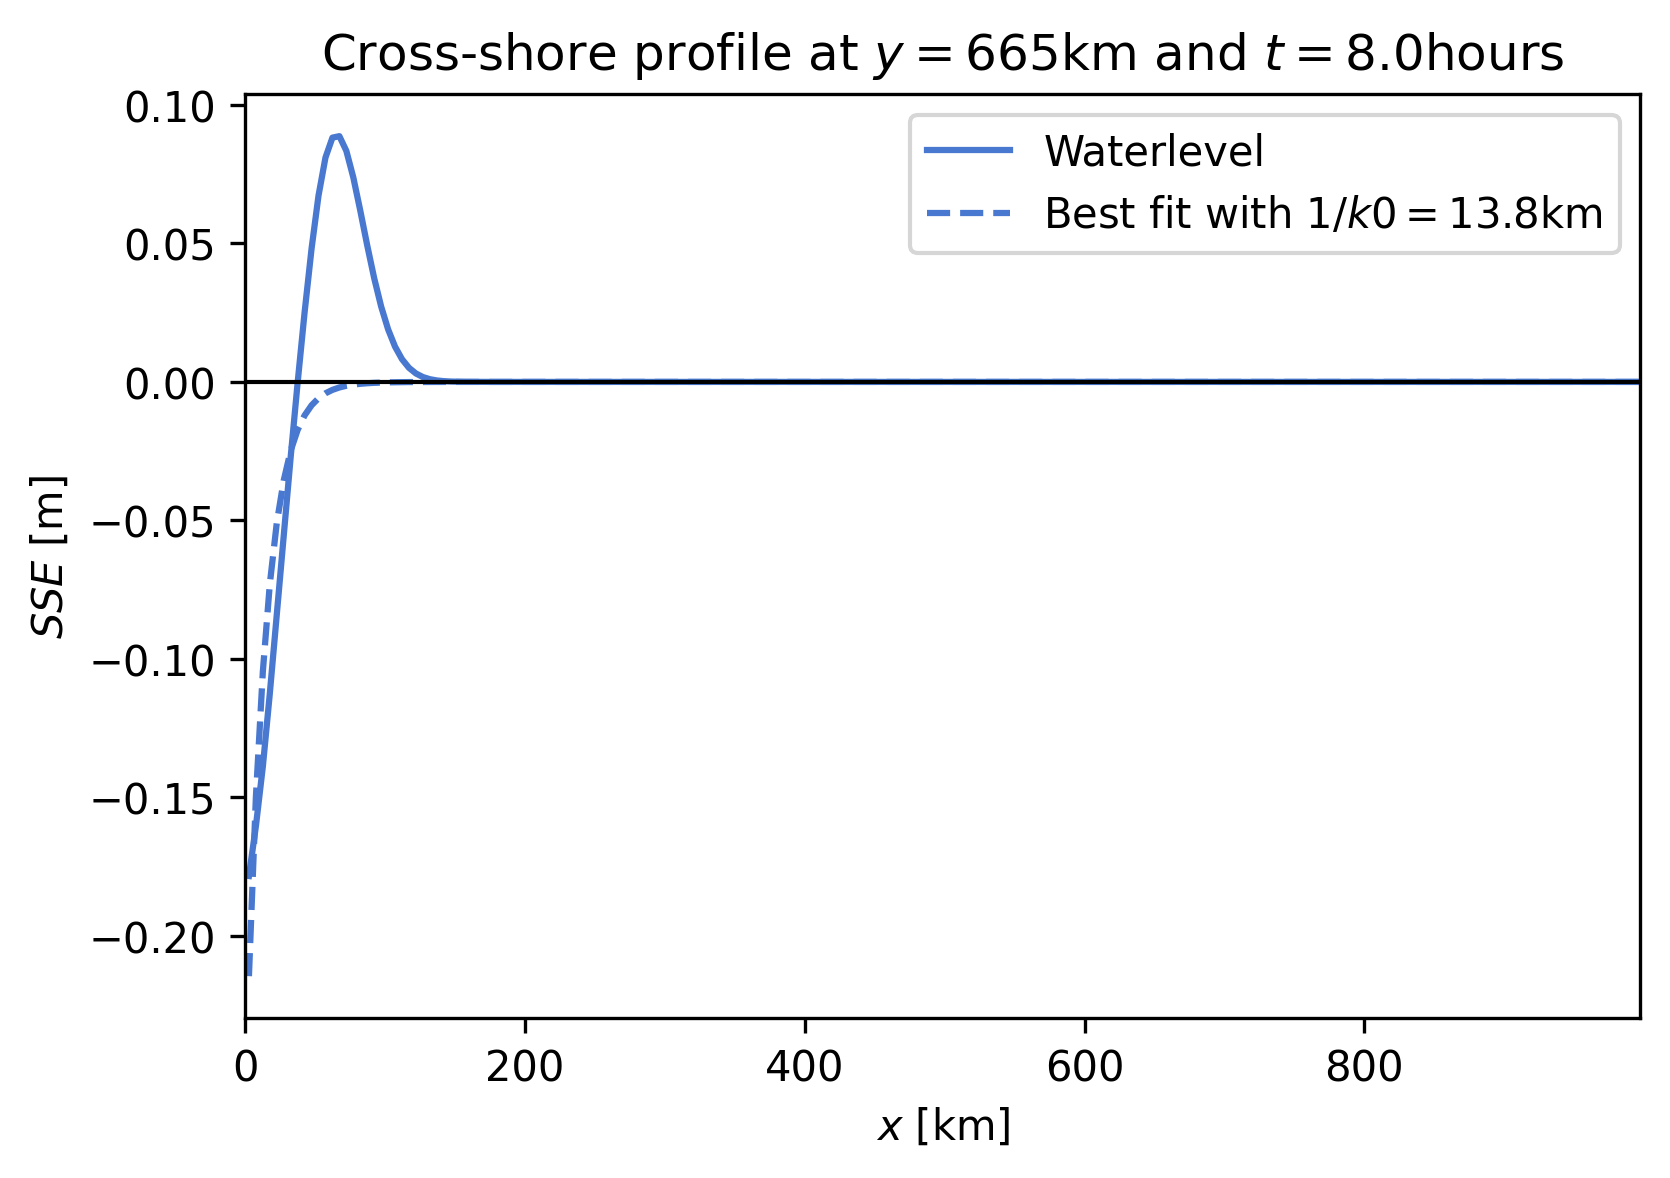 Cross-shore profile at y = 665km and t = 8.0hours
Waterlevel
Best fit with 1/k0 = 13.8km
0.10
0.05
0.00
−0.05
−0.10
−0.15
−0.20
SSE [m]
0 200 400 600 800
x [km]